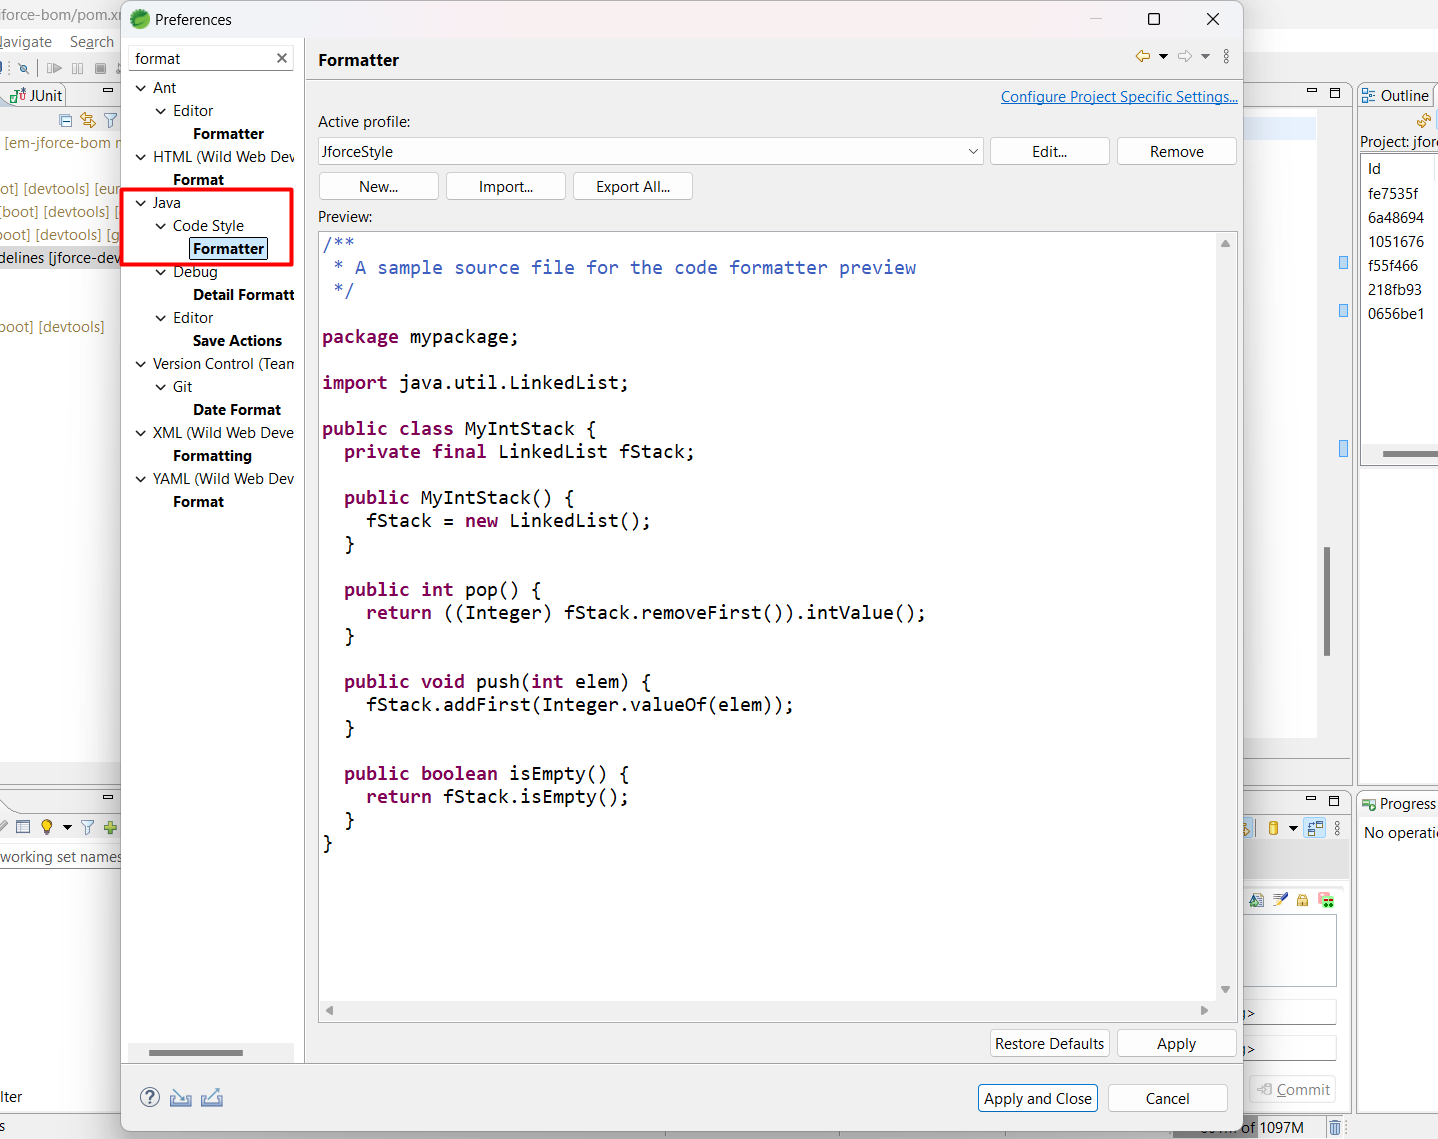 jforce-bom/pom.x
Preferences
Navigate Search
format
Formatter
JUnit
Outline
Configure Project Specific Settings...
Active profile:
[em-jforce-bom
JforceStyle
Edit...
Remove
Project: jfor
New...
Import...
Export All...
Id
Preview:
fe7535f
6a48694
1051676
f55f466
218fb93
0656be1
ot] [devtools] [eur
[boot] [devtools] [
boot] [devtools] [g
delines [jforce-dev
boot] [devtools]
Ant
Editor
Formatter
HTML (Wild Web Dev
Format
Java
Code Style
Formatter
Debug
Detail Formatt
Editor
Save Actions
Version Control (Team
Git
Date Format
XML (Wild Web Deve
Formatting
YAML (Wild Web Dev
Format
/**
* A sample source file for the code formatter preview
*/
package mypackage;
import java.util.LinkedList;
public class MyIntStack {
private final LinkedList fStack;
public MyIntStack() {
fStack = new LinkedList();
}
public int pop() {
return ((Integer) fStack.removeFirst()).intValue();
}
public void push(int elem) {
fStack.addFirst(Integer.valueOf(elem));
}
public boolean isEmpty() {
return fStack.isEmpty();
}
}
working set names
Progress
No operati
g>
g>
Restore Defaults
Apply
lter
Commit
Apply and Close
Cancel
s
of 1097M